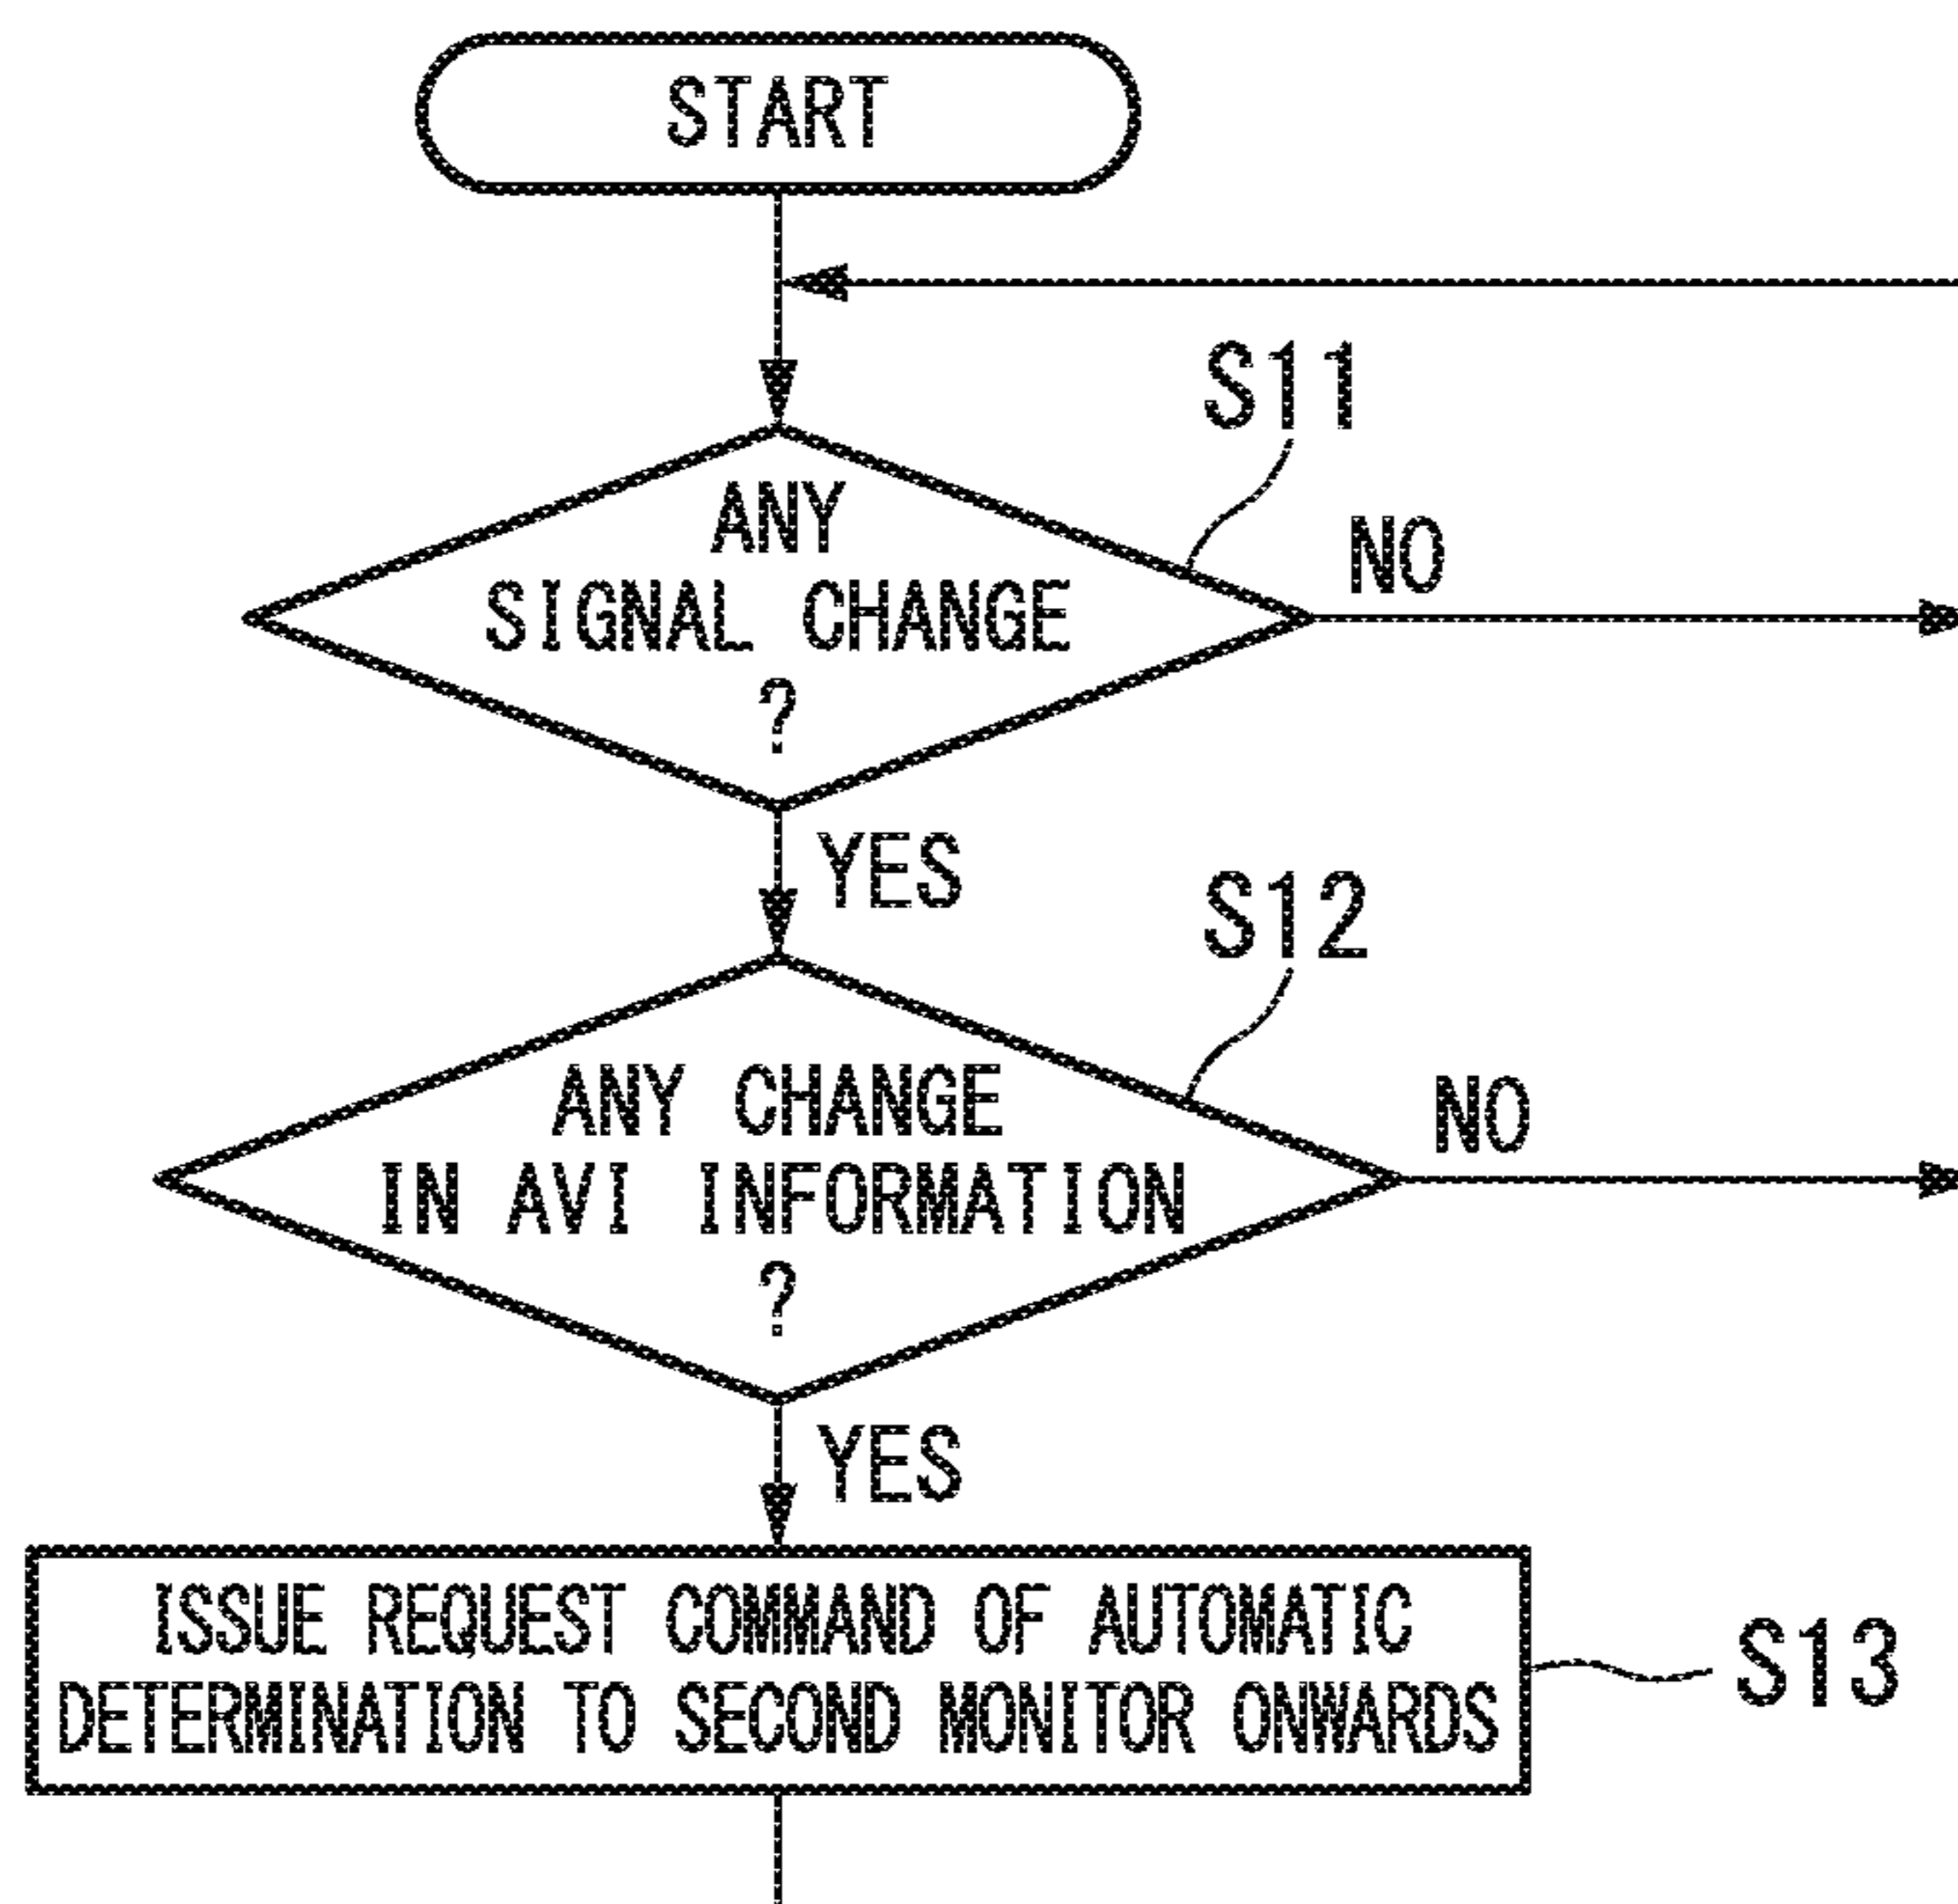 START
S11
ANY
SIGNAL CHANGE
?
NO
YES
S12
ANY CHANGE
IN AVI INFORMATION
?
NO
YES
ISSUE REQUEST COMMAND OF AUTOMATIC
DETERMINATION TO SECOND MONITOR ONWARDS
S13